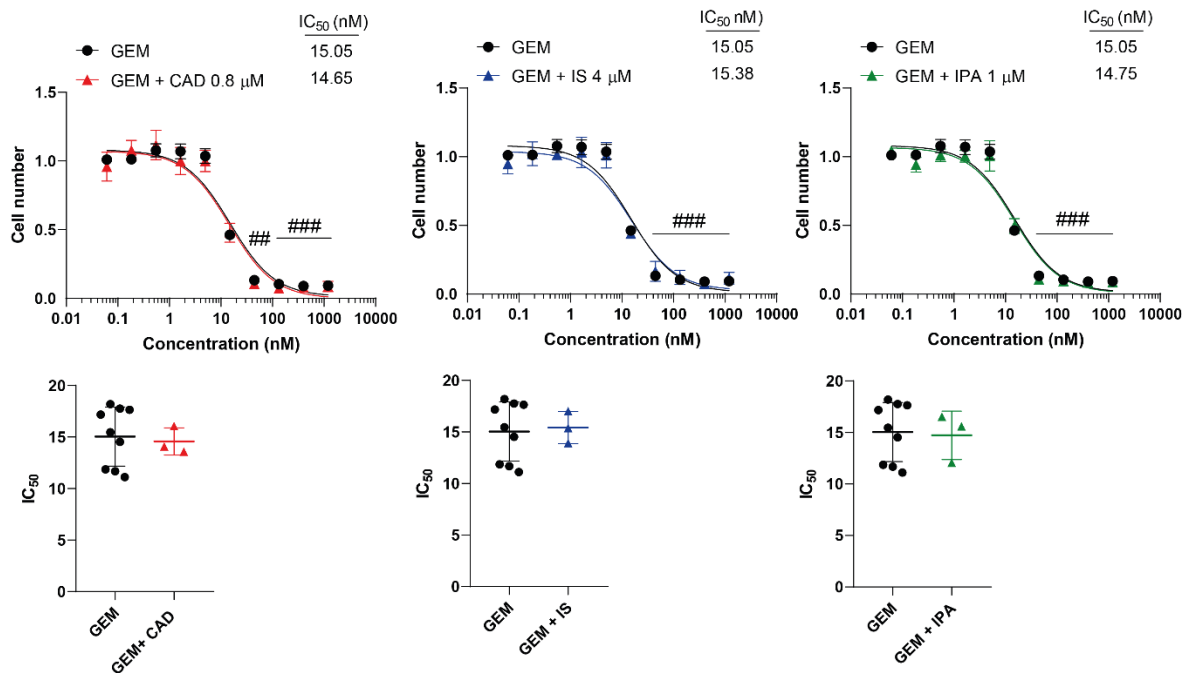 IC50 (nM)
GEM 15.05
GEM + CAD 0.8 μM 14.65
1.5
1.0
0.5
0.0
Cell number
## ###
0.01 0.1 1 10 100 1000 10000
Concentration (nM)
IC50 nM)
GEM 15.05
GEM + IS 4 μM 15.38
1.5
1.0
0.5
0.0
Cell number
###
0.01 0.1 1 10 100 1000 10000
Concentration (nM)
IC50 (nM)
GEM 15.05
GEM + IPA 1 μM 14.75
1.5
1.0
0.5
0.0
Cell number
###
0.01 0.1 1 10 100 1000 10000
Concentration (nM)
20
15
10
5
0
IC50
GEM
GEM+ CAD
20
15
10
5
0
IC50
GEM
GEM + IS
20
15
10
5
0
IC50
GEM
GEM + IPA